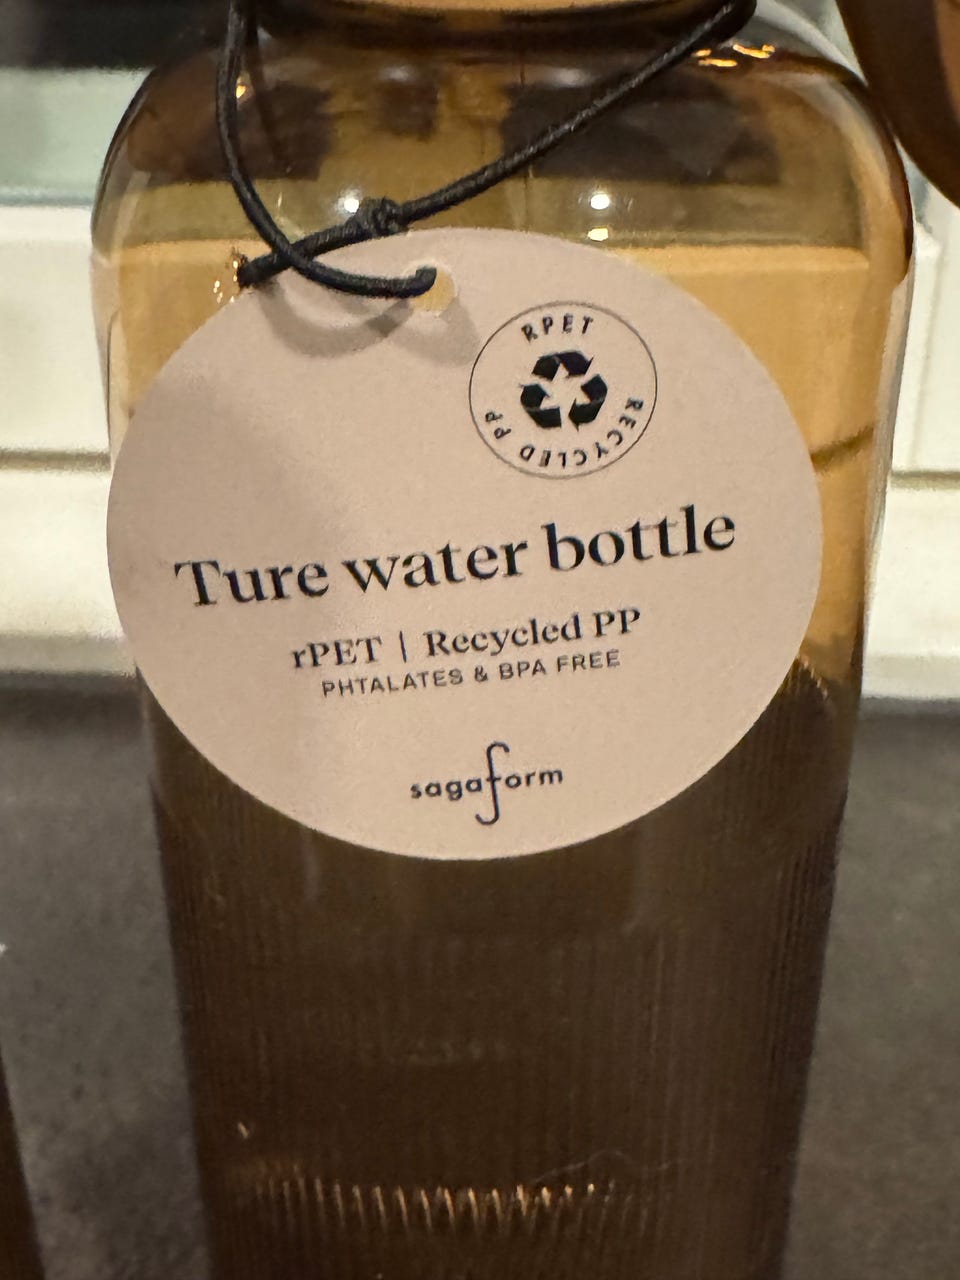 RPET
RECYCLED PP
Ture water bottle
rPET | Recycled PP
PHTALATES & BPA FREE
sagaform